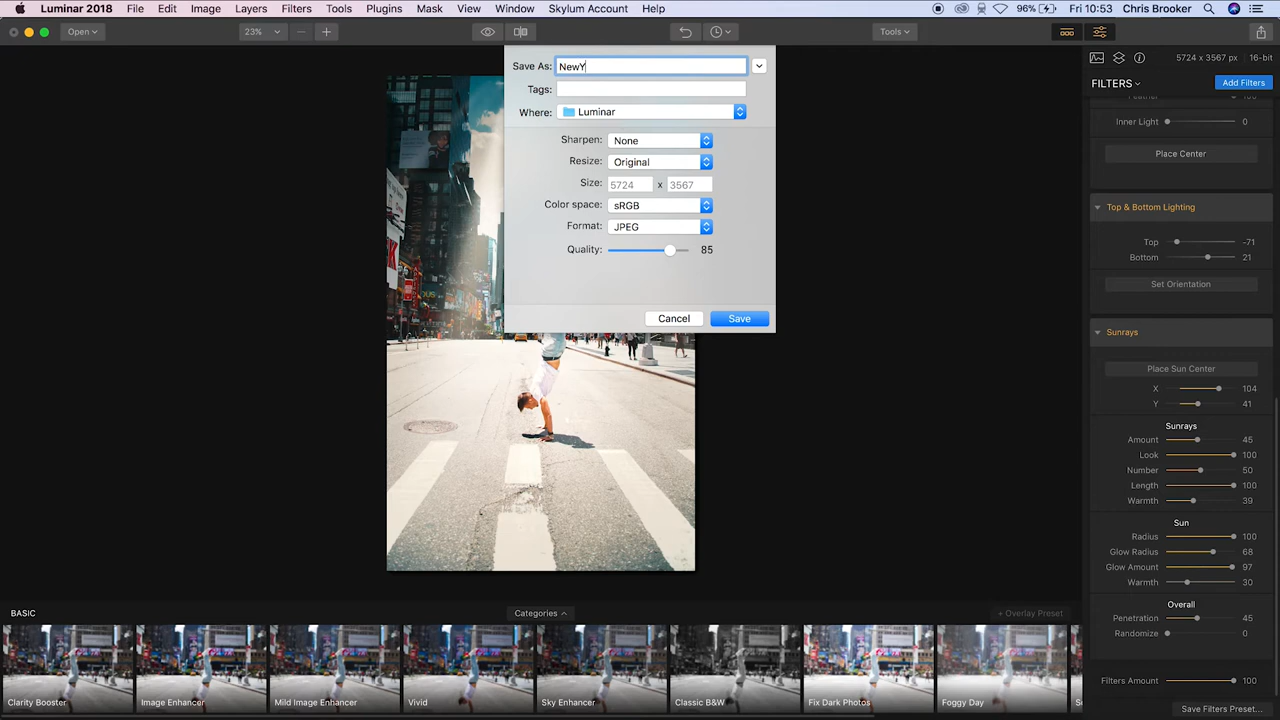 Luminar 2018 File Edit Image Layers Filters Tools Plugins Mask View Window Skylum Account Help 96% Fri 10:53 Chris Brooker
Open 23% Tools
5724 x 3567 px 16-bit
FILTERS Add Filters
Inner Light 0
Place Center
Top & Bottom Lighting
Top -71
Bottom 21
Set Orientation
Sunrays
Place Sun Center
X 104
Y 41
Sunrays
Amount 45
Look 100
Number 50
Length 100
Warmth 39
Sun
Radius 100
Glow Radius 68
Glow Amount 97
Warmth 30
Overall
Penetration 45
Randomize 0
Filters Amount 100
Save Filters Preset...
Save As: NewY
Tags:
Where: Luminar
Sharpen: None
Resize: Original
Size: 5724 x 3567
Color space: sRGB
Format: JPEG
Quality: 85
Cancel Save
BASIC Categories + Overlay Preset
Clarity Booster Image Enhancer Mild Image Enhancer Vivid Sky Enhancer Classic B&W Fix Dark Photos Foggy Day